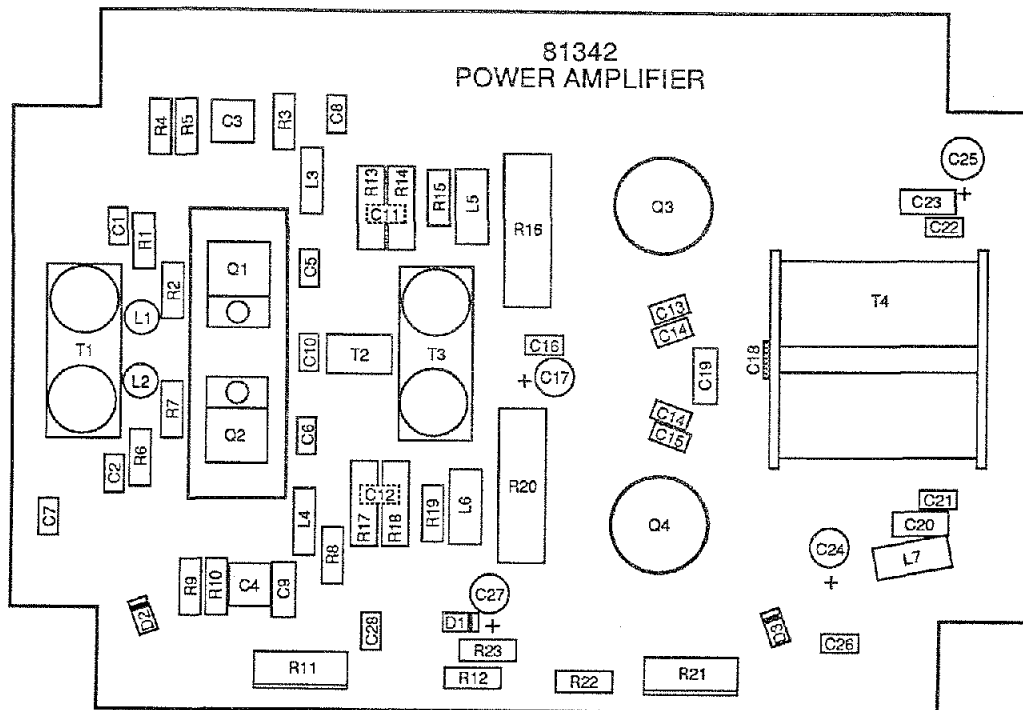 81342
POWER AMPLIFIER
R4
R5
C3
R3
C8
L3
R13
R14
C11
R15
L5
R16
Q3
C25
+
C23
C22
C1
R1
R2
Q1
C5
L1
T1
L2
R7
Q2
C6
C10
T2
T3
C16
+
C17
C13
C14
C19
C18
T4
C14
C15
R6
C2
C7
L4
R8
R17
C12
R18
R19
L6
R20
Q4
C21
C20
L7
C24
+
R9
R10
C4
C9
D2
C28
C27
D1
+
R23
R12
R11
R22
R21
D3
C26